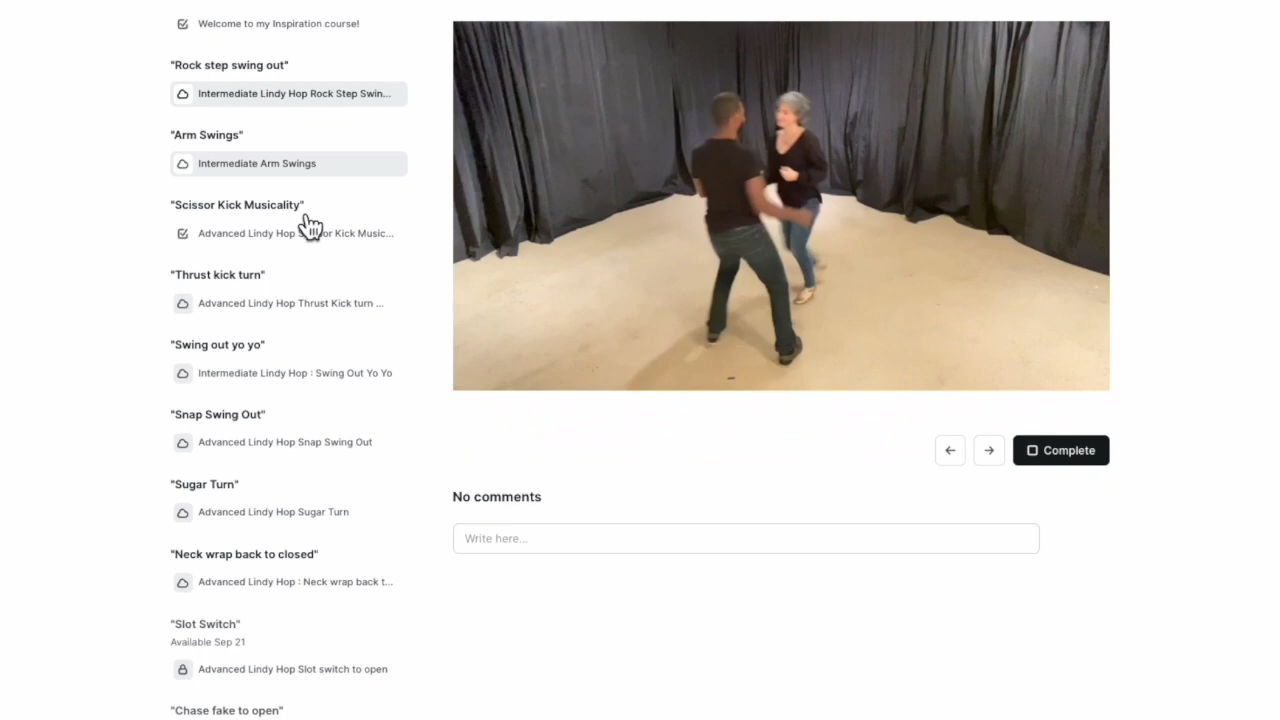 Welcome to my Inspiration course!
"Rock step swing out"
Intermediate Lindy Hop Rock Step Swin...
"Arm Swings"
Intermediate Arm Swings
"Scissor Kick Musicality"
Advanced Lindy Hop Kick Music...
"Thrust kick turn"
Advanced Lindy Hop Thrust Kick turn ...
"Swing out yo yo"
Intermediate Lindy Hop : Swing Out Yo Yo
"Snap Swing Out"
Advanced Lindy Hop Snap Swing Out
"Sugar Turn"
Advanced Lindy Hop Sugar Turn
"Neck wrap back to closed"
Advanced Lindy Hop : Neck wrap back t...
"Slot Switch"
Available Sep 21
Advanced Lindy Hop Slot switch to open
"Chase fake to open"
Complete
No comments
Write here...